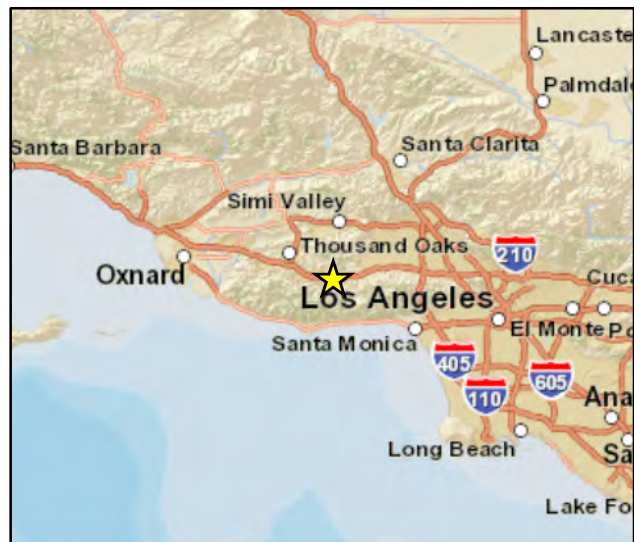 Lancaste
Palmdale
Santa Barbara
Santa Clarita
Simi Valley
Thousand Oaks
210
Oxnard
Cuca
Los Angeles
El Monte
Po
Santa Monica
405
110
605
Ana
Long Beach
Sa
Lake Fo